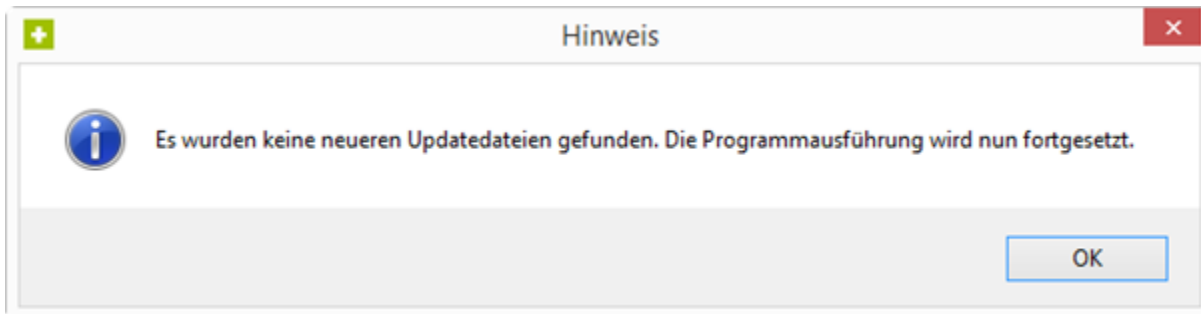 Hinweis
Es wurden keine neueren Updatedateien gefunden. Die Programmausführung wird nun fortgesetzt.
OK